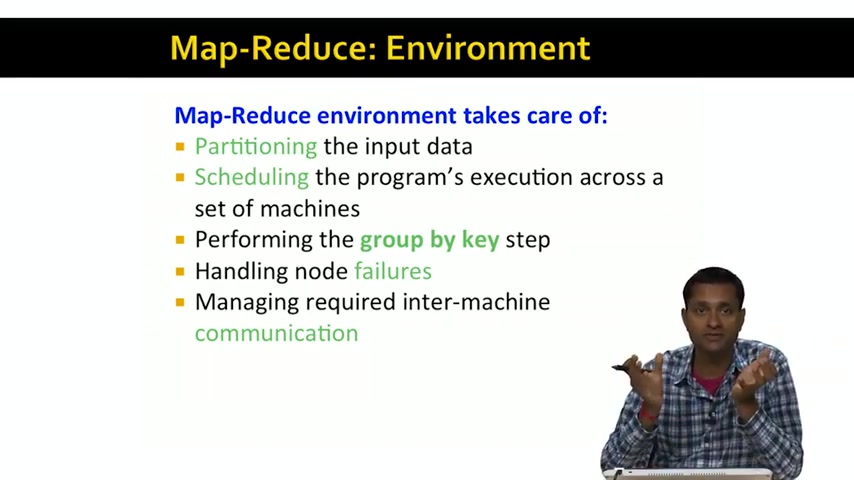 Map-Reduce: Environment
Map-Reduce environment takes care of:
Partitioning the input data
Scheduling the program's execution across a
set of machines
Performing the group by key step
Handling node failures
Managing required inter-machine
communication